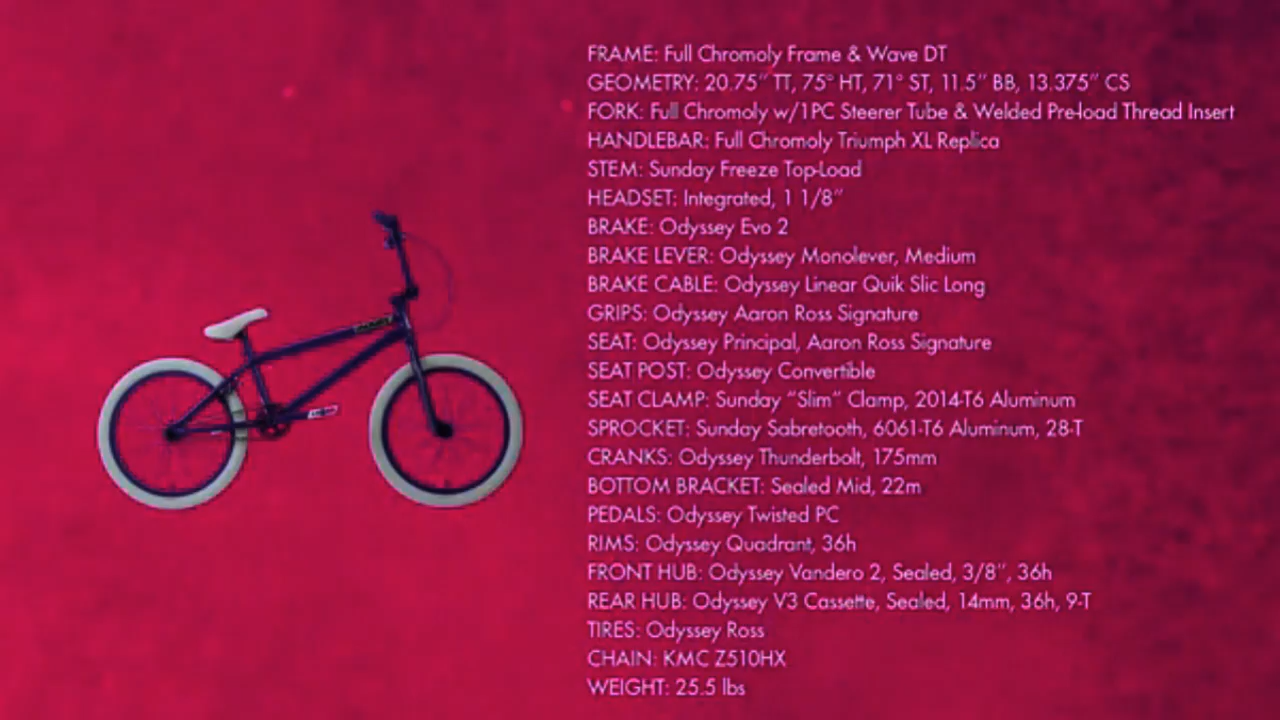 FRAME: Full Chromoly Frame & Wave DT
GEOMETRY: 20.75" TT, 75° HT, 71° ST, 11.5" BB, 13.375" CS
FORK: Full Chromoly w/1PC Steerer Tube & Welded Pre-load Thread Insert
HANDLEBAR: Full Chromoly Triumph XL Replica
STEM: Sunday Freeze Top-Load
HEADSET: Integrated, 1 1/8"
BRAKE: Odyssey Evo 2
BRAKE LEVER: Odyssey Monolever, Medium
BRAKE CABLE: Odyssey Linear Quik Slic Long
GRIPS: Odyssey Aaron Ross Signature
SEAT: Odyssey Principal, Aaron Ross Signature
SEAT POST: Odyssey Convertible
SEAT CLAMP: Sunday “Slim” Clamp, 2014-T6 Aluminum
SPROCKET: Sunday Sabretooth, 6061-T6 Aluminum, 28-T
CRANKS: Odyssey Thunderbolt, 175mm
BOTTOM BRACKET: Sealed Mid, 22m
PEDALS: Odyssey Twisted PC
RIMS: Odyssey Quadrant, 36h
FRONT HUB: Odyssey Vandero 2, Sealed, 3/8", 36h
REAR HUB: Odyssey V3 Cassette, Sealed, 14mm, 36h, 9-T
TIRES: Odyssey Ross
CHAIN: KMC Z510HX
WEIGHT: 25.5 lbs